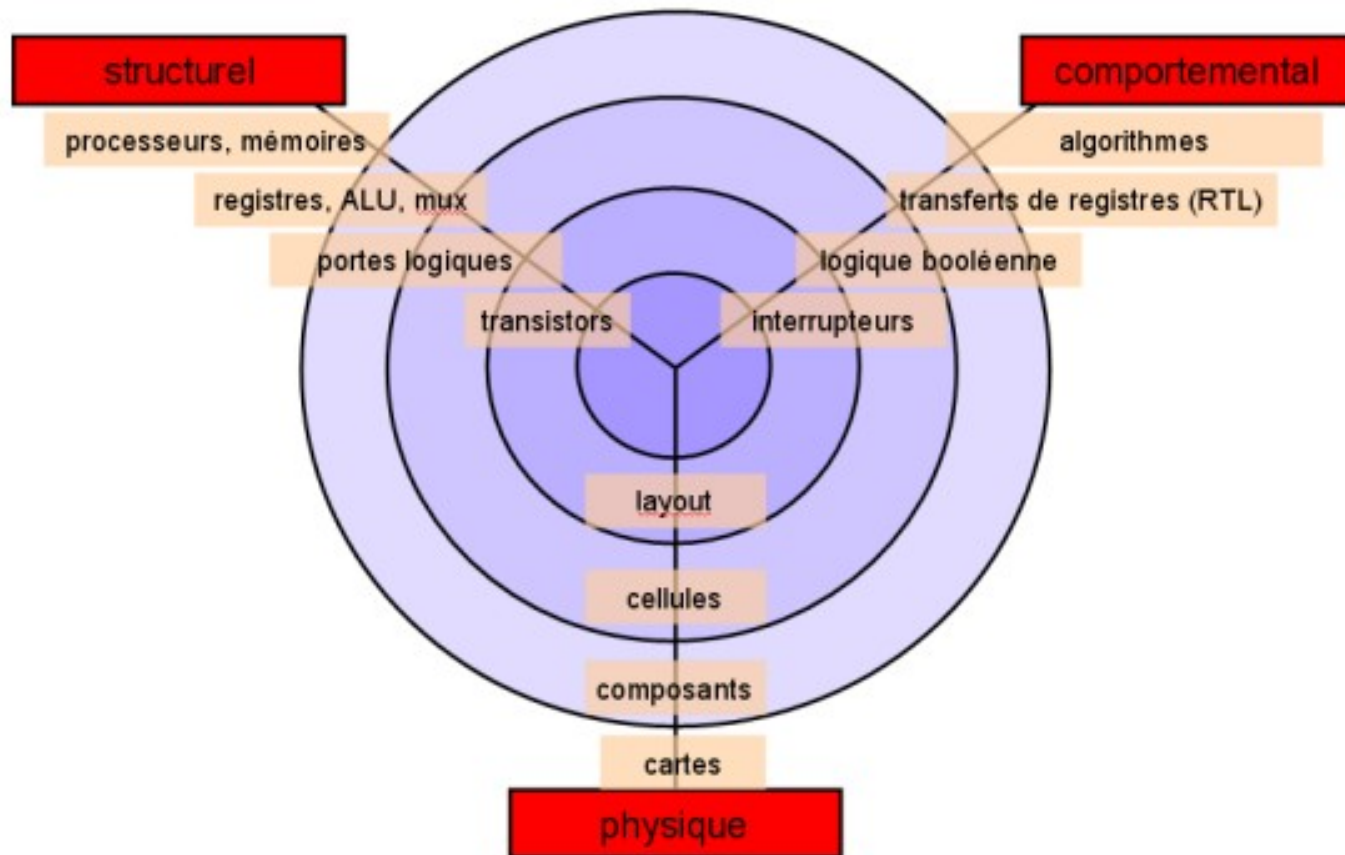 structurel
comportemental
processeurs, mémoires
algorithmes
registres, ALU, mux
transferts de registres (RTL)
portes logiques
logique booléenne
transistors
interrupteurs
layout
cellules
composants
cartes
physique